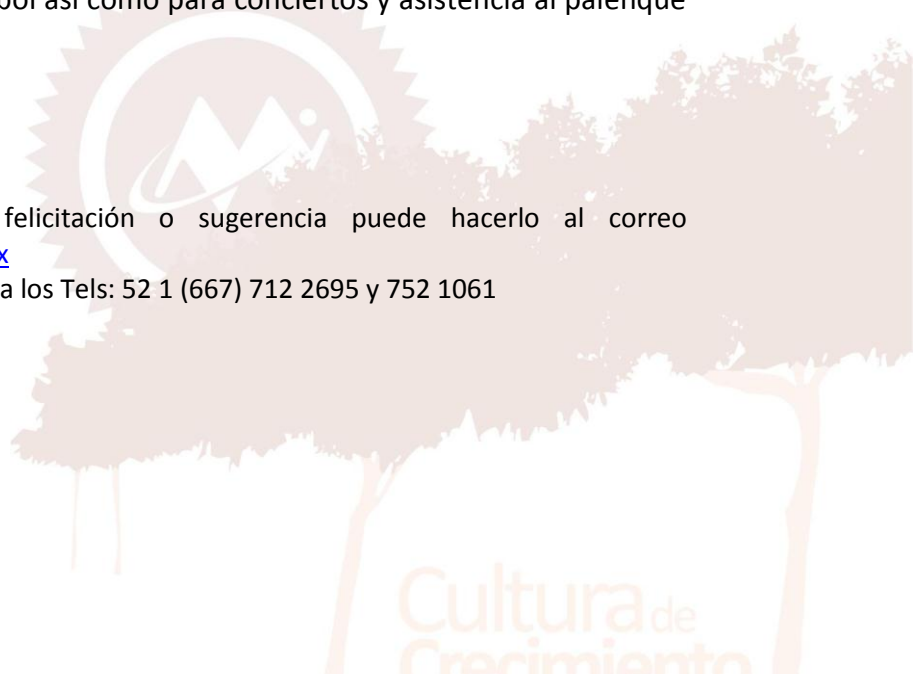 así como para conciertos y asistencia al palenque
felicitación o sugerencia puede hacerlo al correo
x
a los Tels: 52 1 (667) 712 2695 y 752 1061
Cultura de
Crecimiento